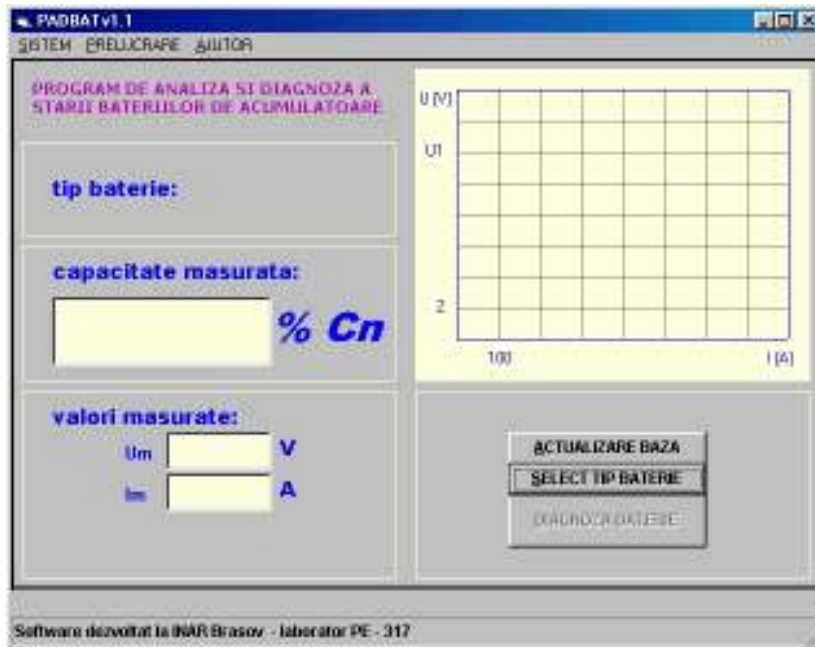 PADBATv1.1
SISTEM PRELUCRARE AJUTOR
PROGRAM DE ANALIZA SI DIAGNOZA A
STARII BATERIILOR DE ACUMULATOARE
tip baterie:
capacitate masurata:
% Cn
valori masurate:
Um V
Im A
U [V]
U1
2
100 I [A]
ACTUALIZARE BAZA
SELECT TIP BATERIE
DIAGNOZA BATERIE
Software dezvoltat la INAR Brasov - laborator PE - 317